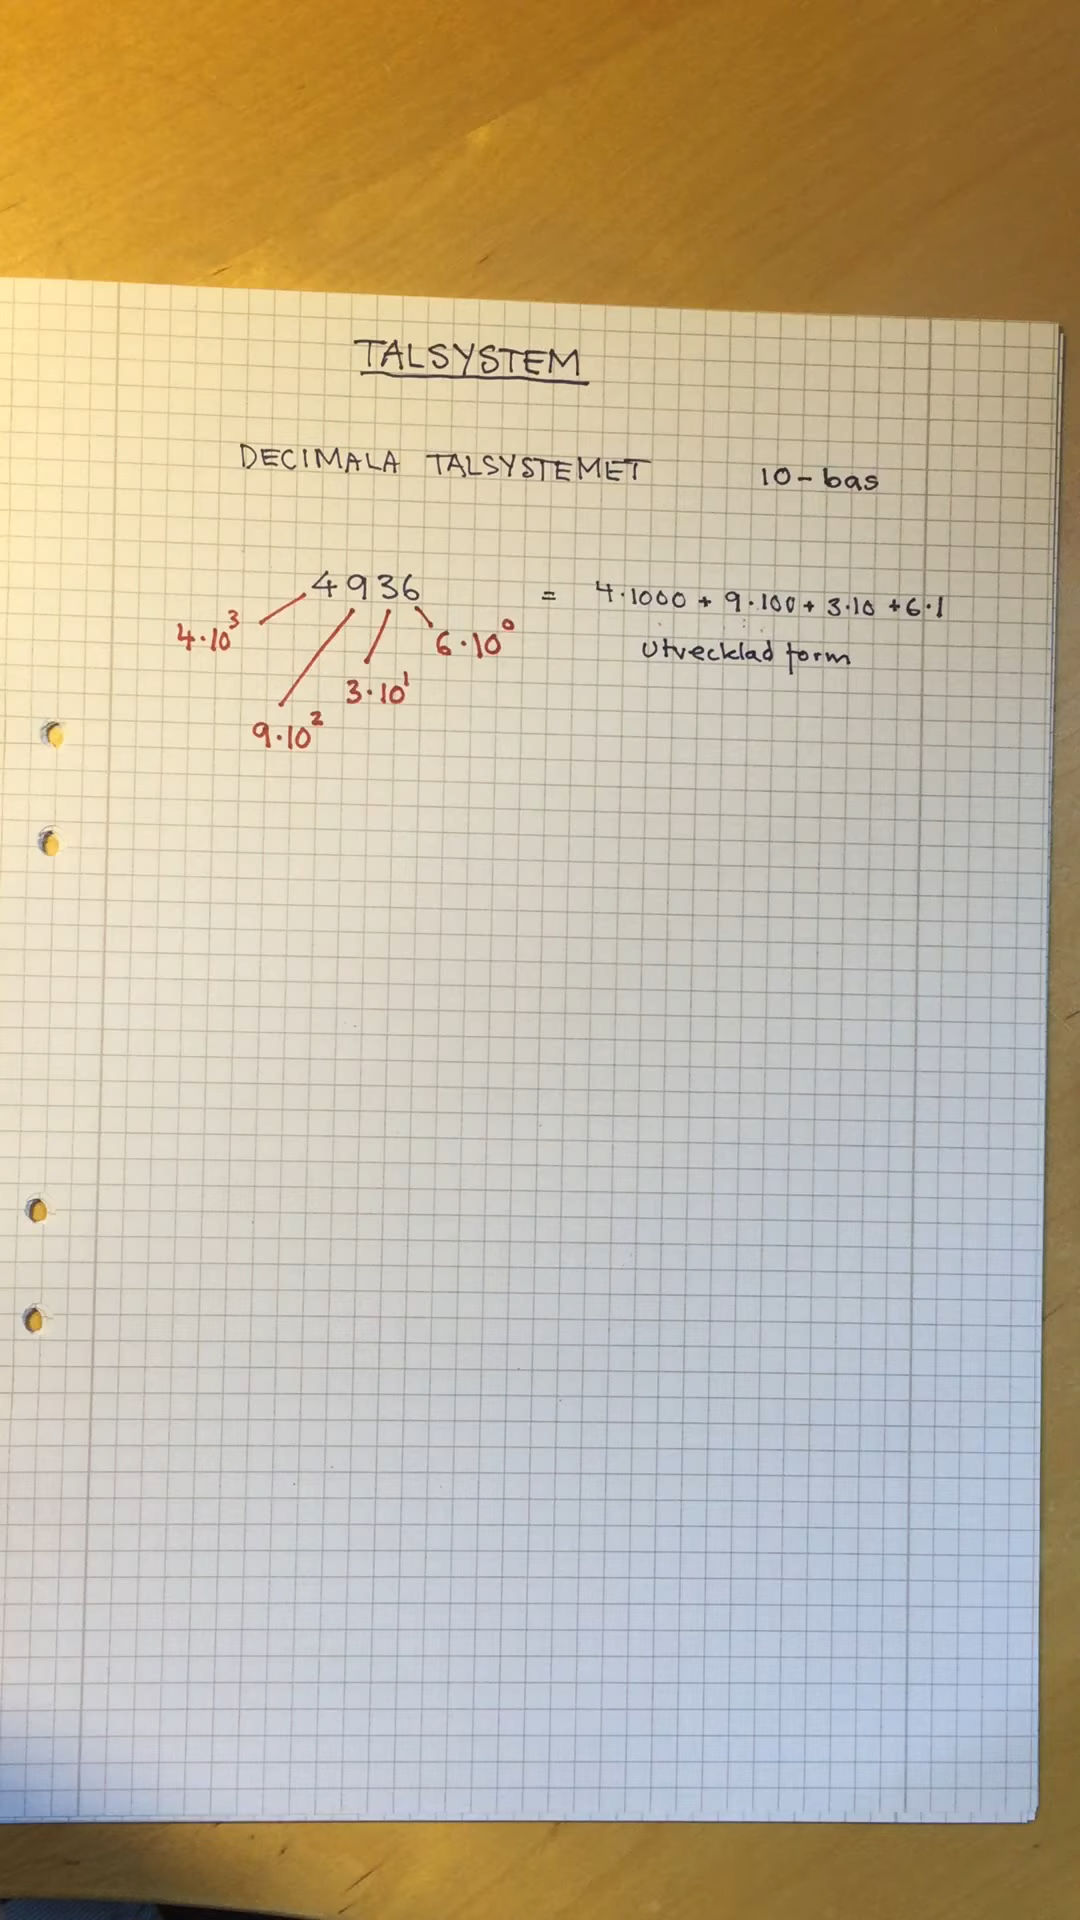 TALSYSTEM
DECIMALA TALSYSTEMET 10-bas
4936 = 4·1000 + 9·100 + 3·10 + 6·1
4·10³ 6·10⁰ Utvecklad form
3·10¹
9·10²